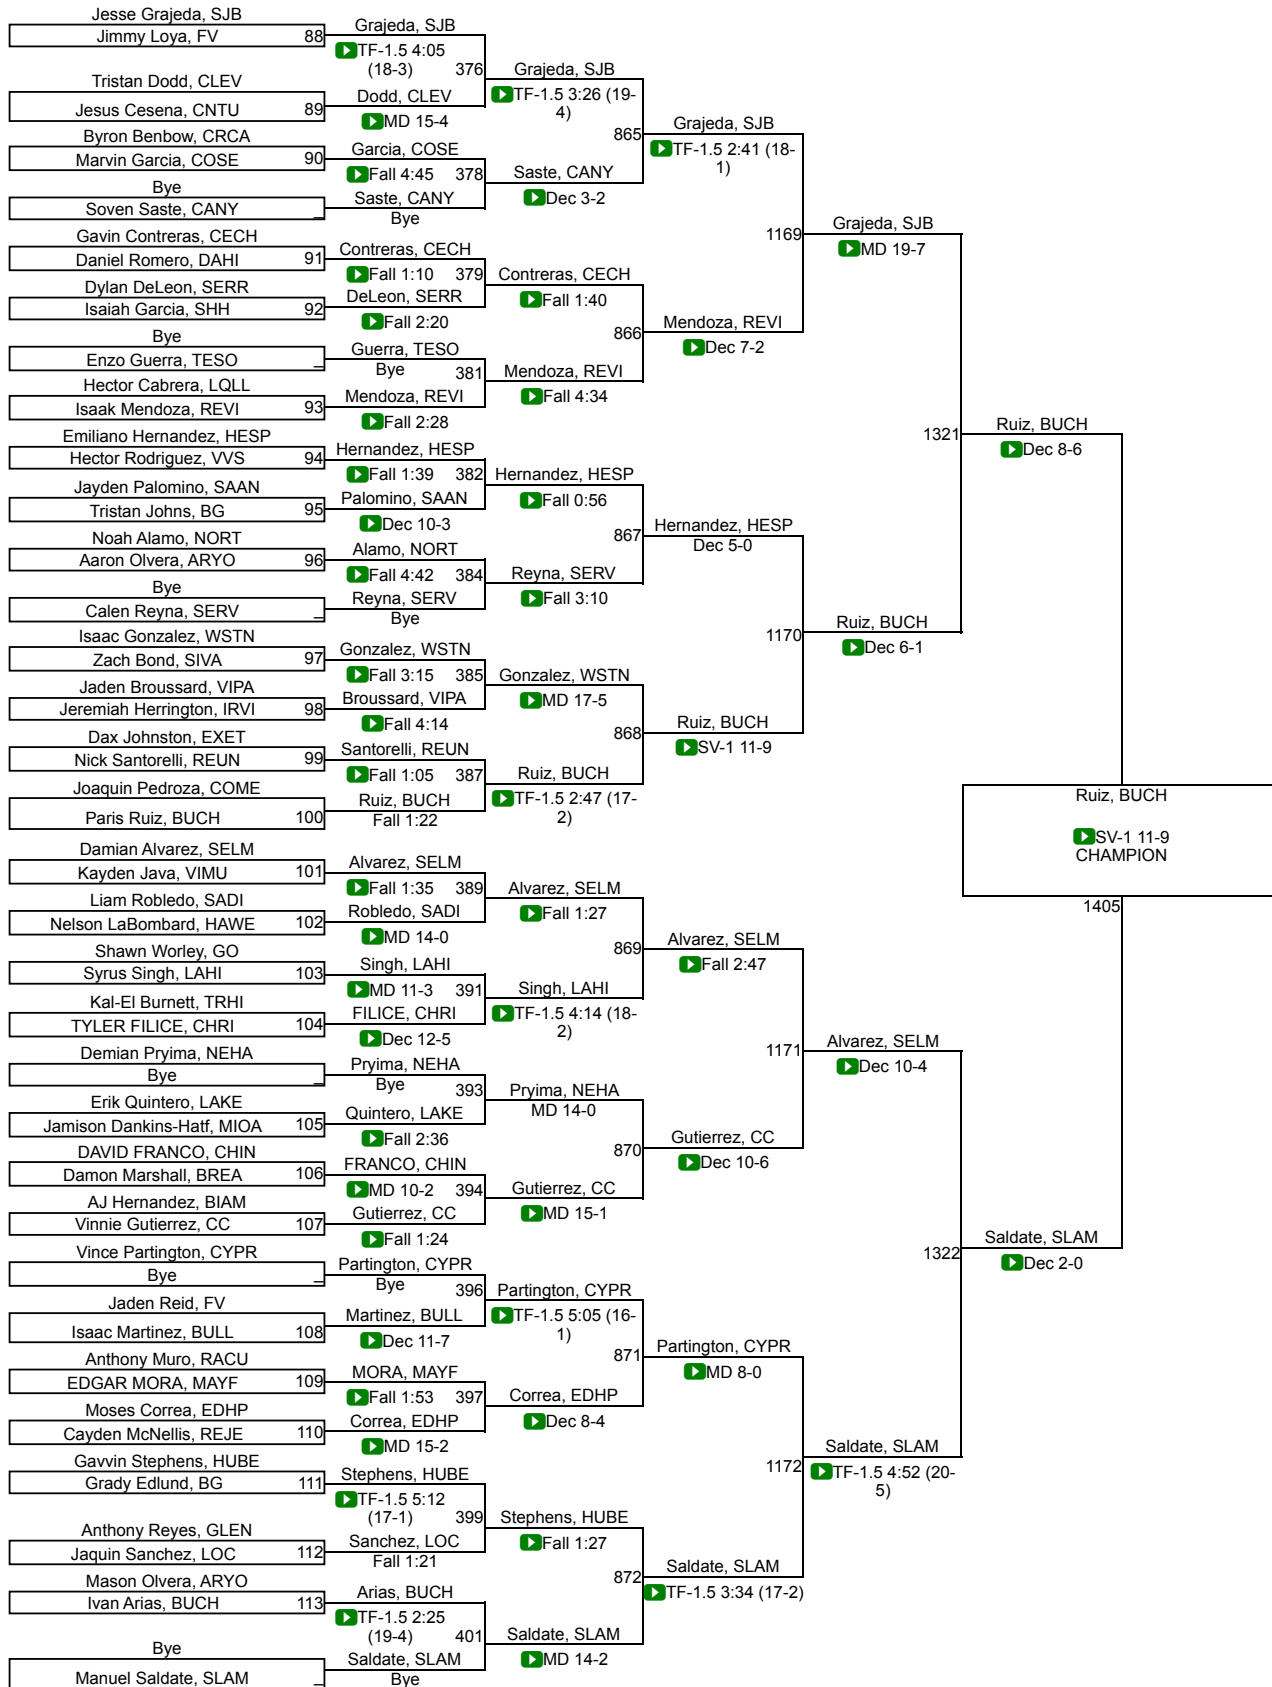 Jesse Grajeda, SJB
Jimmy Loya, FV 88
Tristan Dodd, CLEV
Jesus Cesena, CNTU 89
Byron Benbow, CRCA
Marvin Garcia, COSE 90
Bye
Soven Saste, CANY _
Gavin Contreras, CECH
Daniel Romero, DAHI 91
Dylan DeLeon, SERR
Isaiah Garcia, SHH 92
Bye
Enzo Guerra, TESO _
Hector Cabrera, LQLL
Isaak Mendoza, REVI 93
Emiliano Hernandez, HESP
Hector Rodriguez, VVS 94
Jayden Palomino, SAAN
Tristan Johns, BG 95
Noah Alamo, NORT
Aaron Olvera, ARYO 96
Bye
Calen Reyna, SERV _
Isaac Gonzalez, WSTN
Zach Bond, SIVA 97
Jaden Broussard, VIPA
Jeremiah Herrington, IRVI 98
Dax Johnston, EXET
Nick Santorelli, REUN 99
Joaquin Pedroza, COME
Paris Ruiz, BUCH 100
Damian Alvarez, SELM
Kayden Java, VIMU 101
Liam Robledo, SADI
Nelson LaBombard, HAWE 102
Shawn Worley, GO
Syrus Singh, LAHI 103
Kal-El Burnett, TRHI
TYLER FILICE, CHRI 104
Demian Pryima, NEHA
Bye _
Erik Quintero, LAKE
Jamison Dankins-Hatf, MIOA 105
DAVID FRANCO, CHIN
Damon Marshall, BREA 106
AJ Hernandez, BIAM
Vinnie Gutierrez, CC 107
Vince Partington, CYPR
Bye _
Jaden Reid, FV
Isaac Martinez, BULL 108
Anthony Muro, RACU
EDGAR MORA, MAYF 109
Moses Correa, EDHP
Cayden McNellis, REJE 110
Gavvin Stephens, HUBE
Grady Edlund, BG 111
Anthony Reyes, GLEN
Jaquin Sanchez, LOC 112
Mason Olvera, ARYO
Ivan Arias, BUCH 113
Bye
Manuel Saldate, SLAM _
Grajeda, SJB
TF-1.5 4:05
(18-3) 376
Dodd, CLEV
MD 15-4
Garcia, COSE
Fall 4:45 378
Saste, CANY
Bye
Contreras, CECH
Fall 1:10 379
DeLeon, SERR
Fall 2:20
Guerra, TESO
Bye 381
Mendoza, REVI
Fall 2:28
Hernandez, HESP
Fall 1:39 382
Palomino, SAAN
Dec 10-3
Alamo, NORT
Fall 4:42 384
Reyna, SERV
Bye
Gonzalez, WSTN
Fall 3:15 385
Broussard, VIPA
Fall 4:14
Santorelli, REUN
Fall 1:05 387
Ruiz, BUCH
Fall 1:22
Alvarez, SELM
Fall 1:35 389
Robledo, SADI
MD 14-0
Singh, LAHI
MD 11-3 391
FILICE, CHRI
Dec 12-5
Pryima, NEHA
Bye 393
Quintero, LAKE
Fall 2:36
FRANCO, CHIN
MD 10-2 394
Gutierrez, CC
Fall 1:24
Partington, CYPR
Bye 396
Martinez, BULL
Dec 11-7
MORA, MAYF
Fall 1:53 397
Correa, EDHP
MD 15-2
Stephens, HUBE
TF-1.5 5:12
(17-1) 399
Sanchez, LOC
Fall 1:21
Arias, BUCH
TF-1.5 2:25
(19-4) 401
Saldate, SLAM
Bye
Grajeda, SJB
TF-1.5 3:26 (19-
4)
865
Saste, CANY
Dec 3-2
Contreras, CECH
Fall 1:40
866
Mendoza, REVI
Fall 4:34
Hernandez, HESP
Fall 0:56
867
Reyna, SERV
Fall 3:10
Gonzalez, WSTN
MD 17-5
868
Ruiz, BUCH
TF-1.5 2:47 (17-
2)
Alvarez, SELM
Fall 1:27
869
Singh, LAHI
TF-1.5 4:14 (18-
2)
Pryima, NEHA
MD 14-0
870
Gutierrez, CC
MD 15-1
Partington, CYPR
TF-1.5 5:05 (16-
1)
871
Correa, EDHP
Dec 8-4
Stephens, HUBE
Fall 1:27
872
Saldate, SLAM
MD 14-2
Grajeda, SJB
TF-1.5 2:41 (18-
1)
1169
Mendoza, REVI
Dec 7-2
Hernandez, HESP
Dec 5-0
1170
Ruiz, BUCH
SV-1 11-9
Alvarez, SELM
Fall 2:47
1171
Gutierrez, CC
Dec 10-6
Partington, CYPR
MD 8-0
1172
Saldate, SLAM
TF-1.5 3:34 (17-2)
Grajeda, SJB
MD 19-7
1321
Ruiz, BUCH
Dec 6-1
Alvarez, SELM
Dec 10-4
1322
Saldate, SLAM
TF-1.5 4:52 (20-
5)
Ruiz, BUCH
Dec 8-6
Saldate, SLAM
Dec 2-0
Ruiz, BUCH
SV-1 11-9
CHAMPION
1405